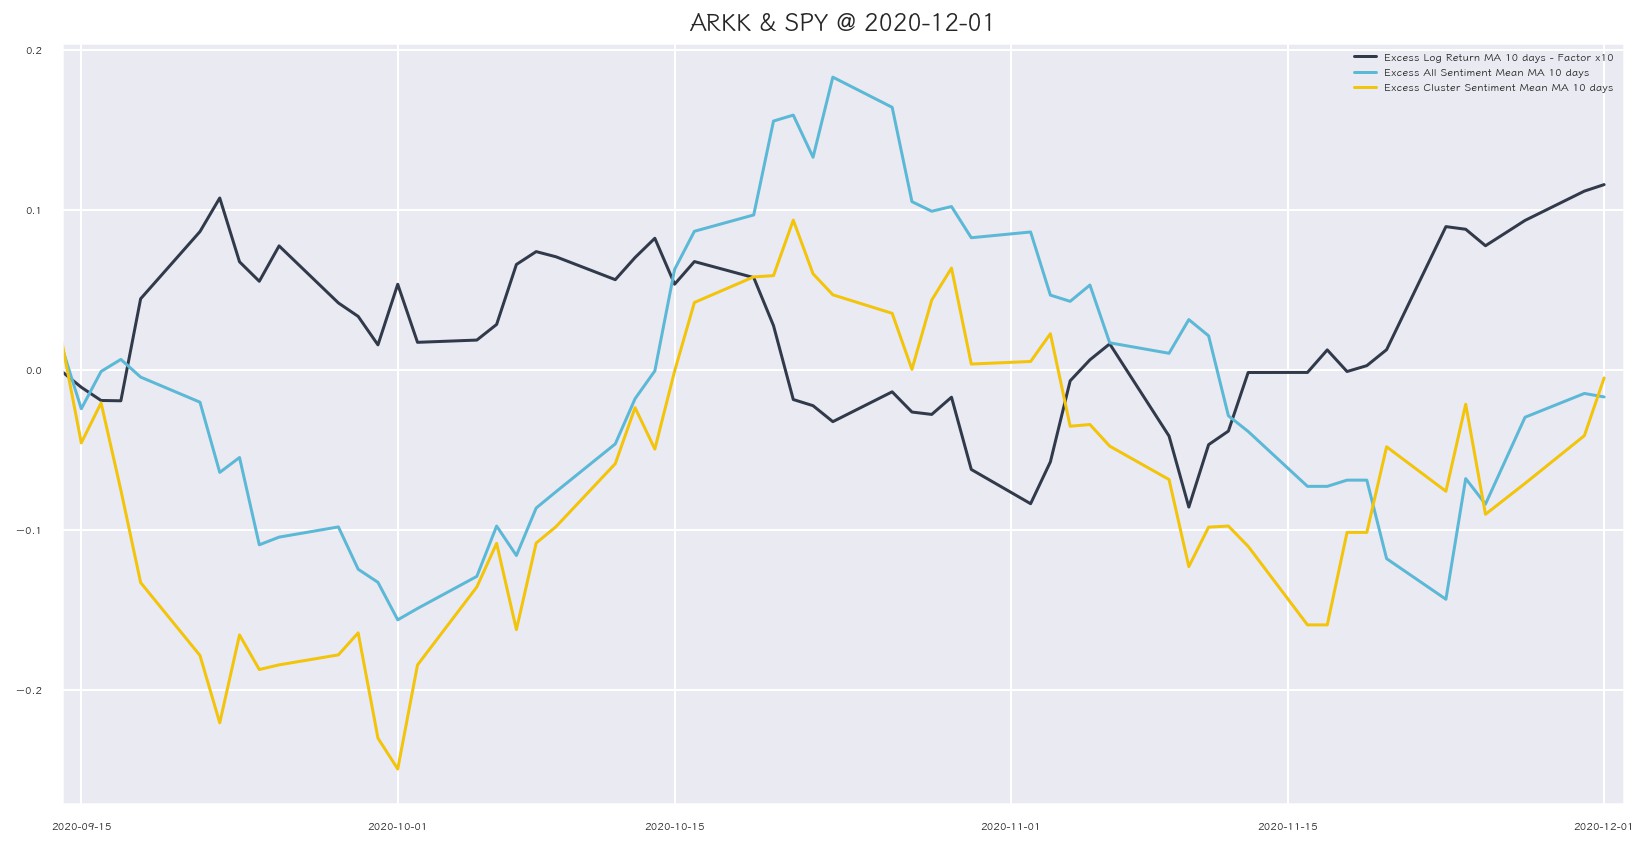 ARKK & SPY @ 2020-12-01
Excess Log Return MA 10 days - Factor x10
Excess All Sentiment Mean MA 10 days
Excess Cluster Sentiment Mean MA 10 days
0.2
0.1
0.0
−0.1
−0.2
2020-09-15 2020-10-01 2020-10-15 2020-11-01 2020-11-15 2020-12-01